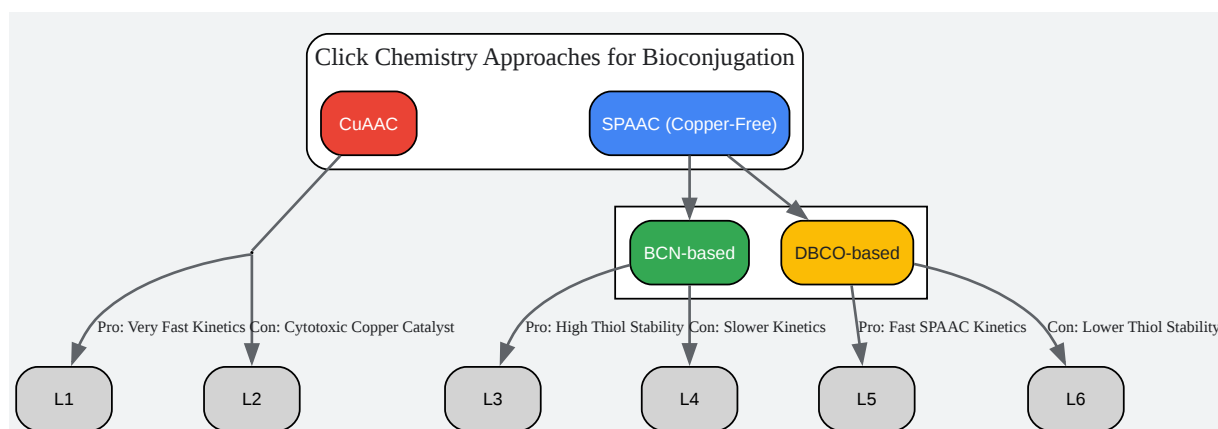 Click Chemistry Approaches for Bioconjugation
CuAAC
SPAAC (Copper-Free)
BCN-based
DBCO-based
Pro: Very Fast Kinetics
Con: Cytotoxic Copper Catalyst
Pro: High Thiol Stability
Con: Slower Kinetics
Pro: Fast SPAAC Kinetics
Con: Lower Thiol Stability
L1
L2
L3
L4
L5
L6